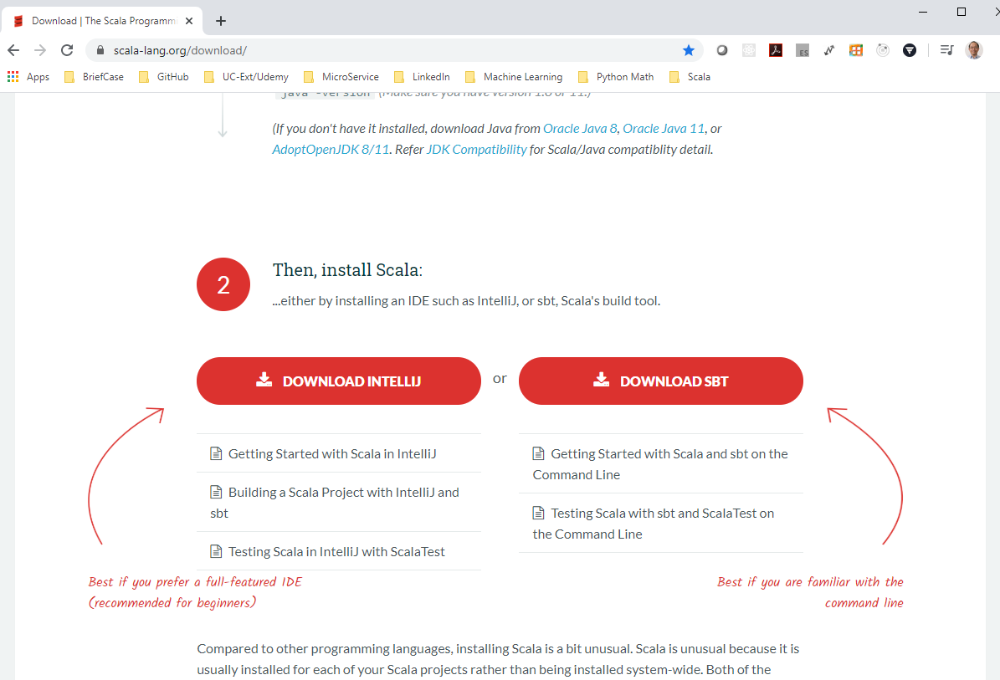 Download | The Scala Programm
scala-lang.org/download/
ES
Apps BriefCase GitHub UC-Ext/Udemy MicroService LinkedIn Machine Learning Python Math Scala
java -version (Make sure you have version 1.8 or 11.)
(If you don't have it installed, download Java from Oracle Java 8, Oracle Java 11, or
AdoptOpenJDK 8/11. Refer JDK Compatibility for Scala/Java compatiblity detail.
2
Then, install Scala:
...either by installing an IDE such as IntelliJ, or sbt, Scala's build tool.
DOWNLOAD INTELLIJ
or
DOWNLOAD SBT
Getting Started with Scala in IntelliJ
Building a Scala Project with IntelliJ and
sbt
Testing Scala in IntelliJ with ScalaTest
Getting Started with Scala and sbt on the
Command Line
Testing Scala with sbt and ScalaTest on
the Command Line
Best if you prefer a full-featured IDE
(recommended for beginners)
Best if you are familiar with the
command line
Compared to other programming languages, installing Scala is a bit unusual. Scala is unusual because it is
usually installed for each of your Scala projects rather than being installed system-wide. Both of the